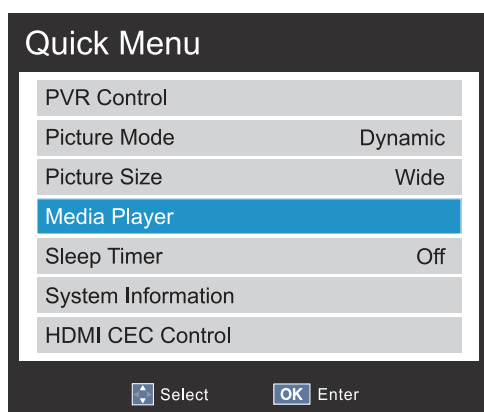 Quick Menu
PVR Control
Picture Mode Dynamic
Picture Size Wide
Media Player
Sleep Timer Off
System Information
HDMI CEC Control
Select OK Enter